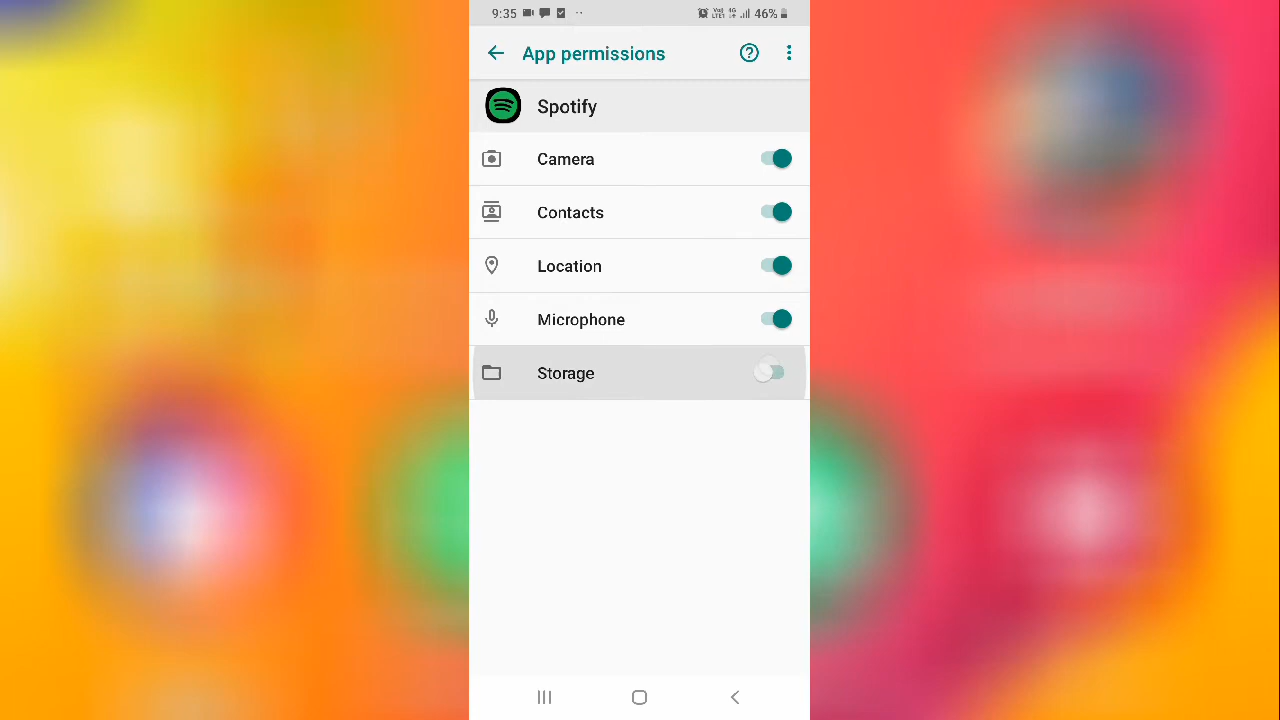 9:35 46%
App permissions
Spotify
Camera
Contacts
Location
Microphone
Storage